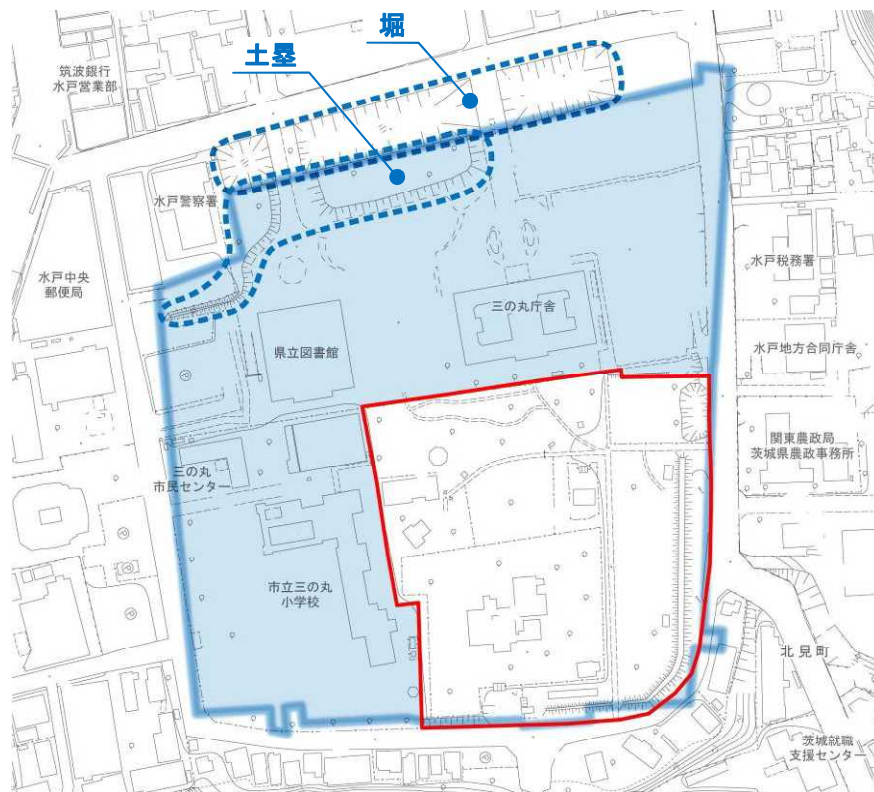 堀
土塁
筑波銀行
水戸営業部
水戸警察署
水戸中央
郵便局
水戸税務署
三の丸庁舎
県立図書館
水戸地方合同庁舎
関東農政局
茨城県農政事務所
三の丸
市民センター
市立三の丸
小学校
北見町
茨城就職
支援センター